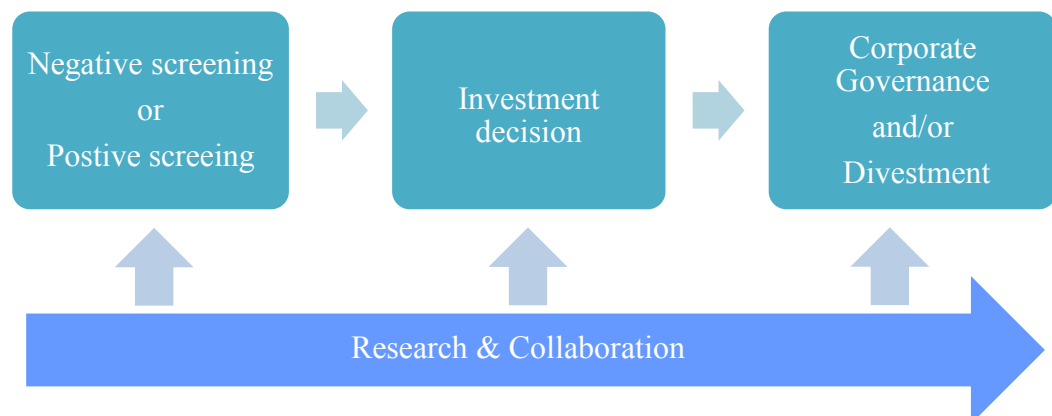 Negative screening
or
Postive screeing
Investment
decision
Corporate
Governance
and/or
Divestment
Research & Collaboration